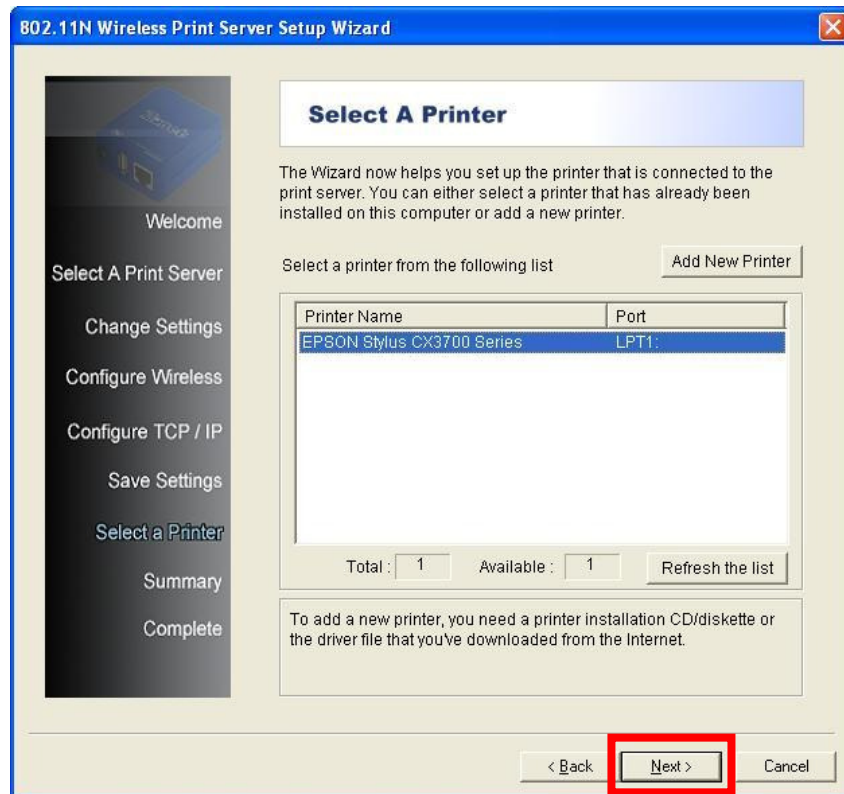 802.11N Wireless Print Server Setup Wizard
Select A Printer
The Wizard now helps you set up the printer that is connected to the
print server. You can either select a printer that has already been
installed on this computer or add a new printer.
Select a printer from the following list
Add New Printer
Printer Name Port
EPSON Stylus CX3700 Series LPT1:
Total : 1 Available : 1 Refresh the list
To add a new printer, you need a printer installation CD/diskette or
the driver file that you've downloaded from the Internet.
Welcome
Select A Print Server
Change Settings
Configure Wireless
Configure TCP / IP
Save Settings
Select a Printer
Summary
Complete
< Back Next > Cancel